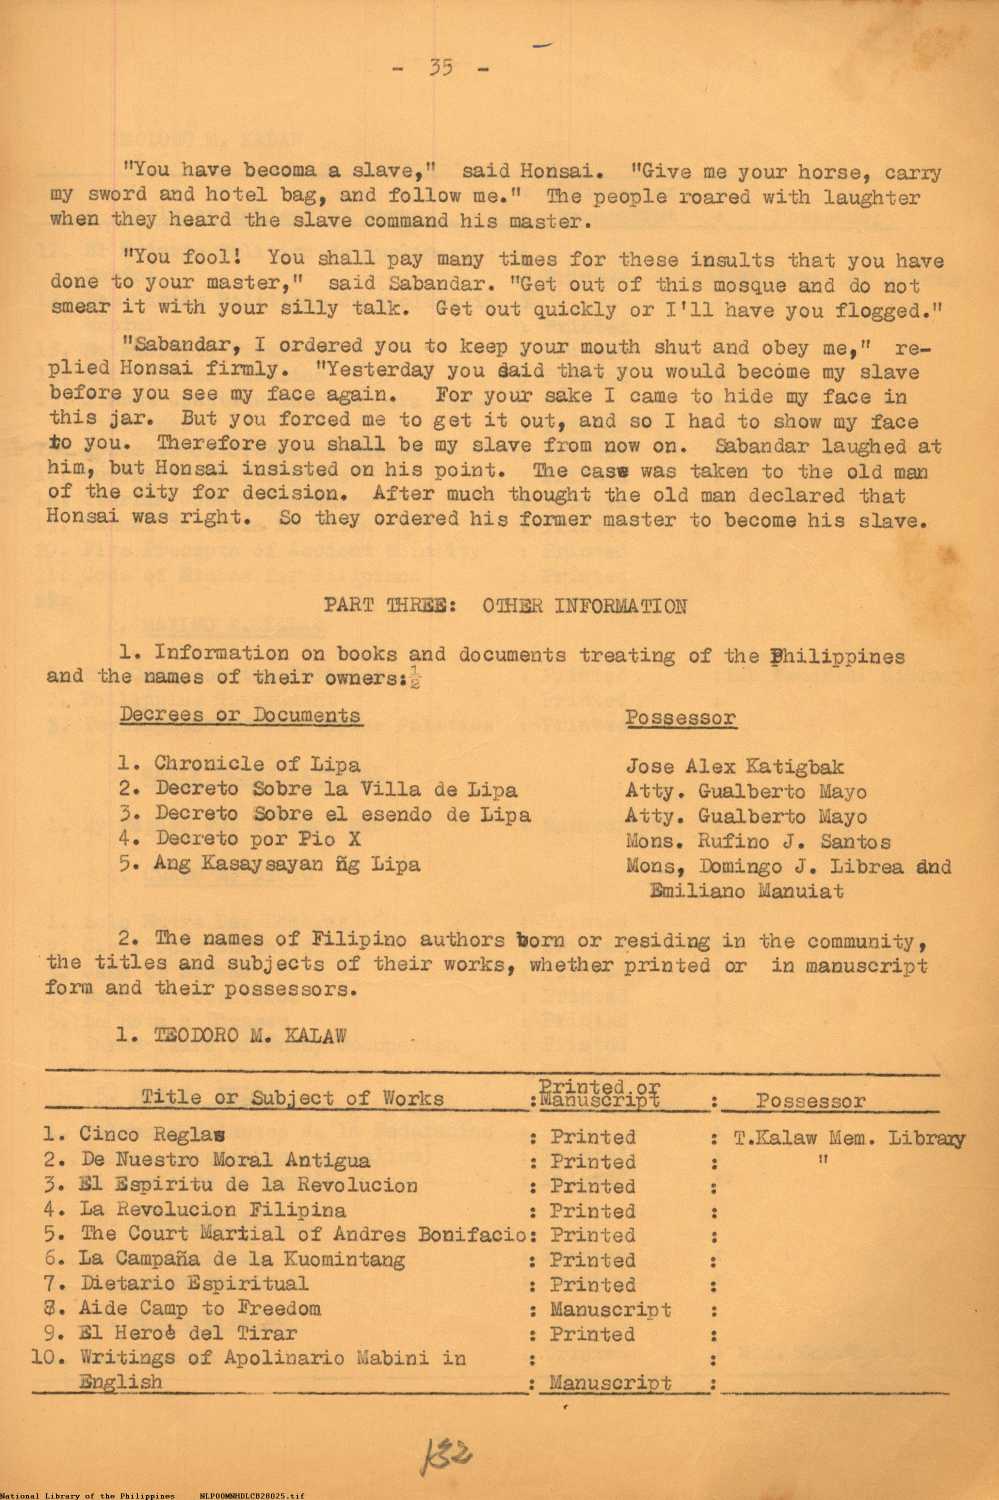 - 35 -
"You have becoma a slave," said Honsai. "Give me your horse, carry
my sword and hotel bag, and follow me." The people roared with laughter
when they heard the slave command his master.
"You fool! You shall pay many times for these insults that you have
done to your master," said Sabandar. "Get out of this mosque and do not
smear it with your silly talk. Get out quickly or I'll have you flogged."
"Sabandar, I ordered you to keep your mouth shut and obey me," re-
plied Honsai firmly. "Yesterday you said that you would become my slave
before you see my face again. For your sake I came to hide my face in
this jar. But you forced me to get it out, and so I had to show my face
to you. Therefore you shall be my slave from now on. Sabandar laughed at
him, but Honsai insisted on his point. The case was taken to the old man
of the city for decision. After much thought the old man declared that
Honsai was right. So they ordered his former master to become his slave.
PART THREE: OTHER INFORMATION
1. Information on books and documents treating of the Philippines
and the names of their owners:½
Decrees or Documents Possessor
1. Chronicle of Lipa Jose Alex Katigbak
2. Decreto Sobre la Villa de Lipa Atty. Gualberto Mayo
3. Decreto Sobre el esendo de Lipa Atty. Gualberto Mayo
4. Decreto por Pio X Mons. Rufino J. Santos
5. Ang Kasaysayan ñg Lipa Mons, Domingo J. Librea and
Emiliano Manuiat
2. The names of Filipino authors born or residing in the community,
the titles and subjects of their works, whether printed or in manuscript
form and their possessors.
1. TEODORO M. KALAW
Printed or
Title or Subject of Works :Manuscript : Possessor
1. Cinco Reglas : Printed : T.Kalaw Mem. Library
2. De Nuestro Moral Antigua : Printed : "
3. El Espiritu de la Revolucion : Printed :
4. La Revolucion Filipina : Printed :
5. The Court Martial of Andres Bonifacio: Printed :
6. La Campaña de la Kuomintang : Printed :
7. Dietario Espiritual : Printed :
8. Aide Camp to Freedom : Manuscript :
9. El Heroé del Tirar : Printed :
10. Writings of Apolinario Mabini in : :
English : Manuscript :
132
National Library of the Philippines NLPOOMNHDLCB28025.tif